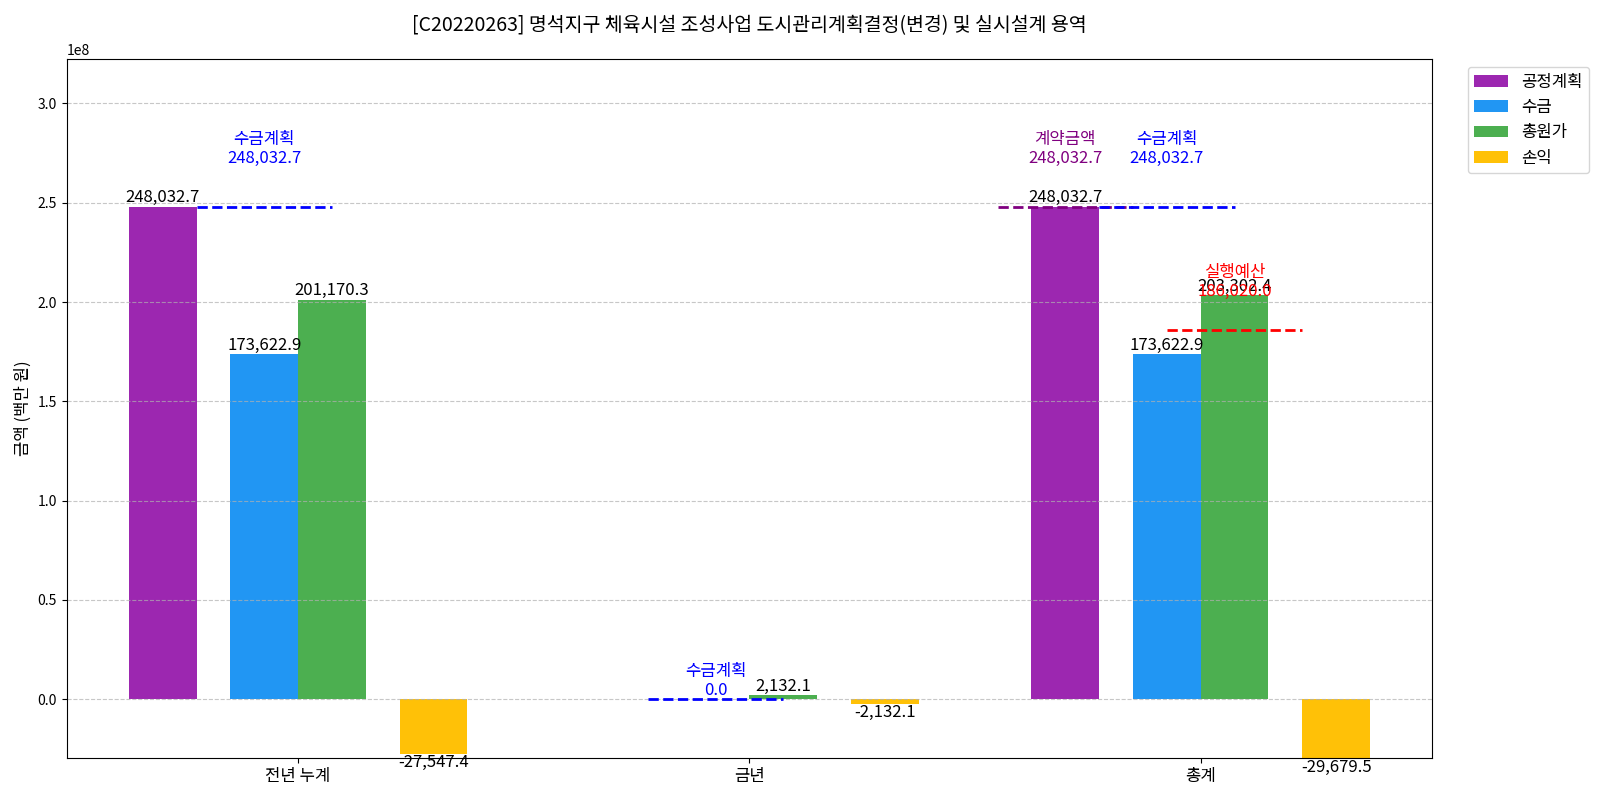 [C20220263] 명석지구 체육시설 조성사업 도시관리계획결정(변경) 및 실시설계 용역
1e8
금액 (백만 원)
3.0
2.5
2.0
1.5
1.0
0.5
0.0
수금계획
248,032.7
248,032.7
201,170.3
173,622.9
-27,547.4
수금계획
0.0
2,132.1
-2,132.1
계약금액
248,032.7
수금계획
248,032.7
248,032.7
실행예산
203,302.4
173,622.9
-29,679.5
전년 누계
금년
총계
공정계획
수금
총원가
손익